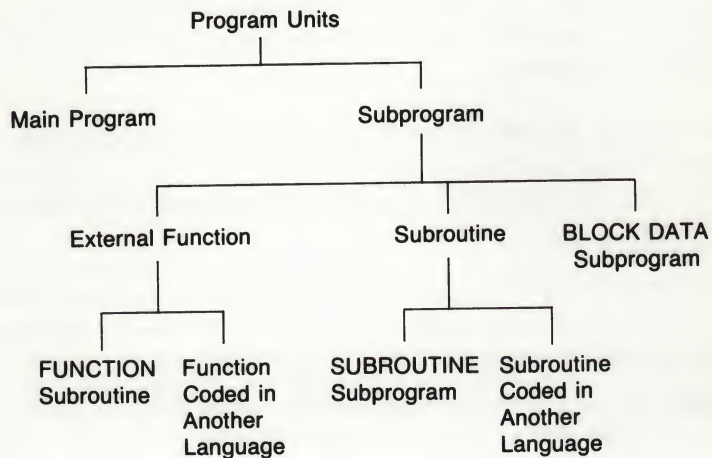 Program Units
Main Program
Subprogram
External Function
Subroutine
BLOCK DATA
Subprogram
FUNCTION
Subroutine
Function
Coded in
Another
Language
SUBROUTINE
Subprogram
Subroutine
Coded in
Another
Language